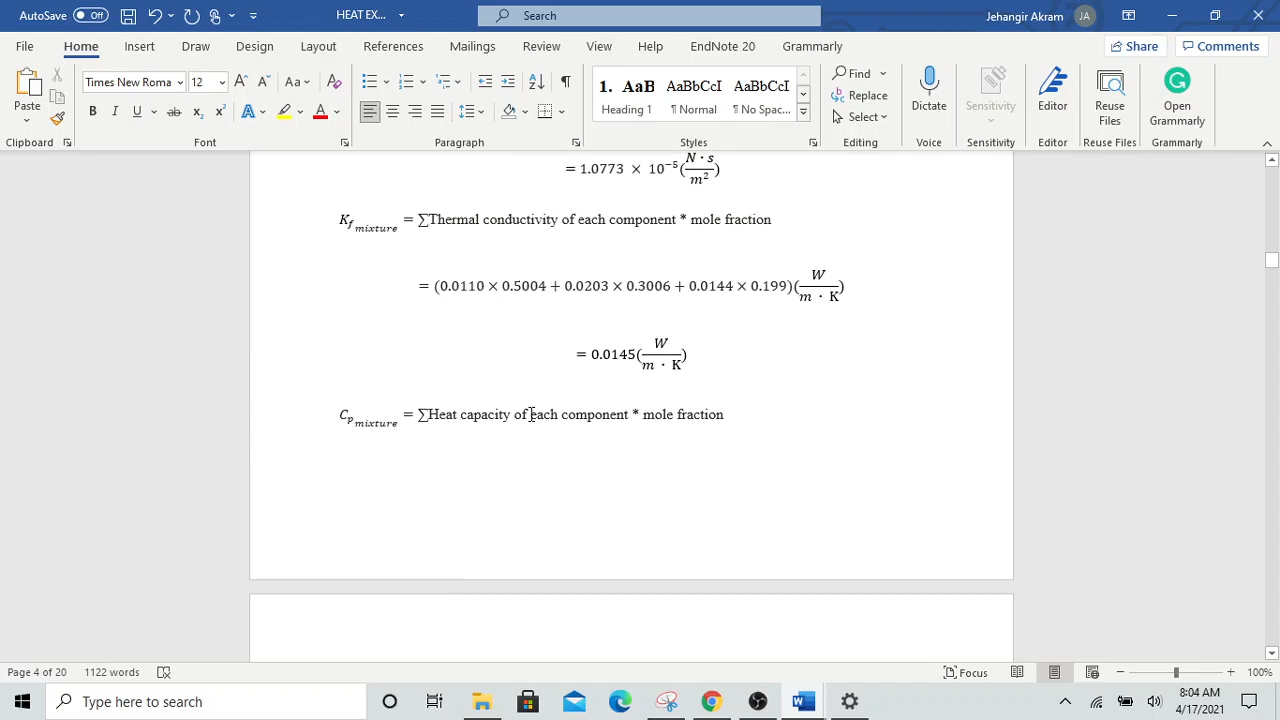 AutoSave Off HEAT EX... Search Jehangir Akram JA
File Home Insert Draw Design Layout References Mailings Review View Help EndNote 20 Grammarly Share Comments
Times New Roma 12 Aa 1. AaB AaBbCcI AaBbCcI Find
Paste Heading 1 ¶ Normal ¶ No Spac... Replace Dictate Sensitivity Editor Reuse Files Open Grammarly
B I U ab x₂ x² A A Select
Clipboard Font Paragraph Styles Editing Voice Sensitivity Editor Reuse Files Grammarly
= 1.0773 × 10⁻⁵(N · s / m²)
K_f mixture = ∑Thermal conductivity of each component * mole fraction
= (0.0110 × 0.5004 + 0.0203 × 0.3006 + 0.0144 × 0.199)(W / m · K)
= 0.0145(W / m · K)
C_p mixture = ∑Heat capacity of each component * mole fraction
Page 4 of 20 1122 words Focus 100%
Type here to search 8:04 AM
4/17/2021